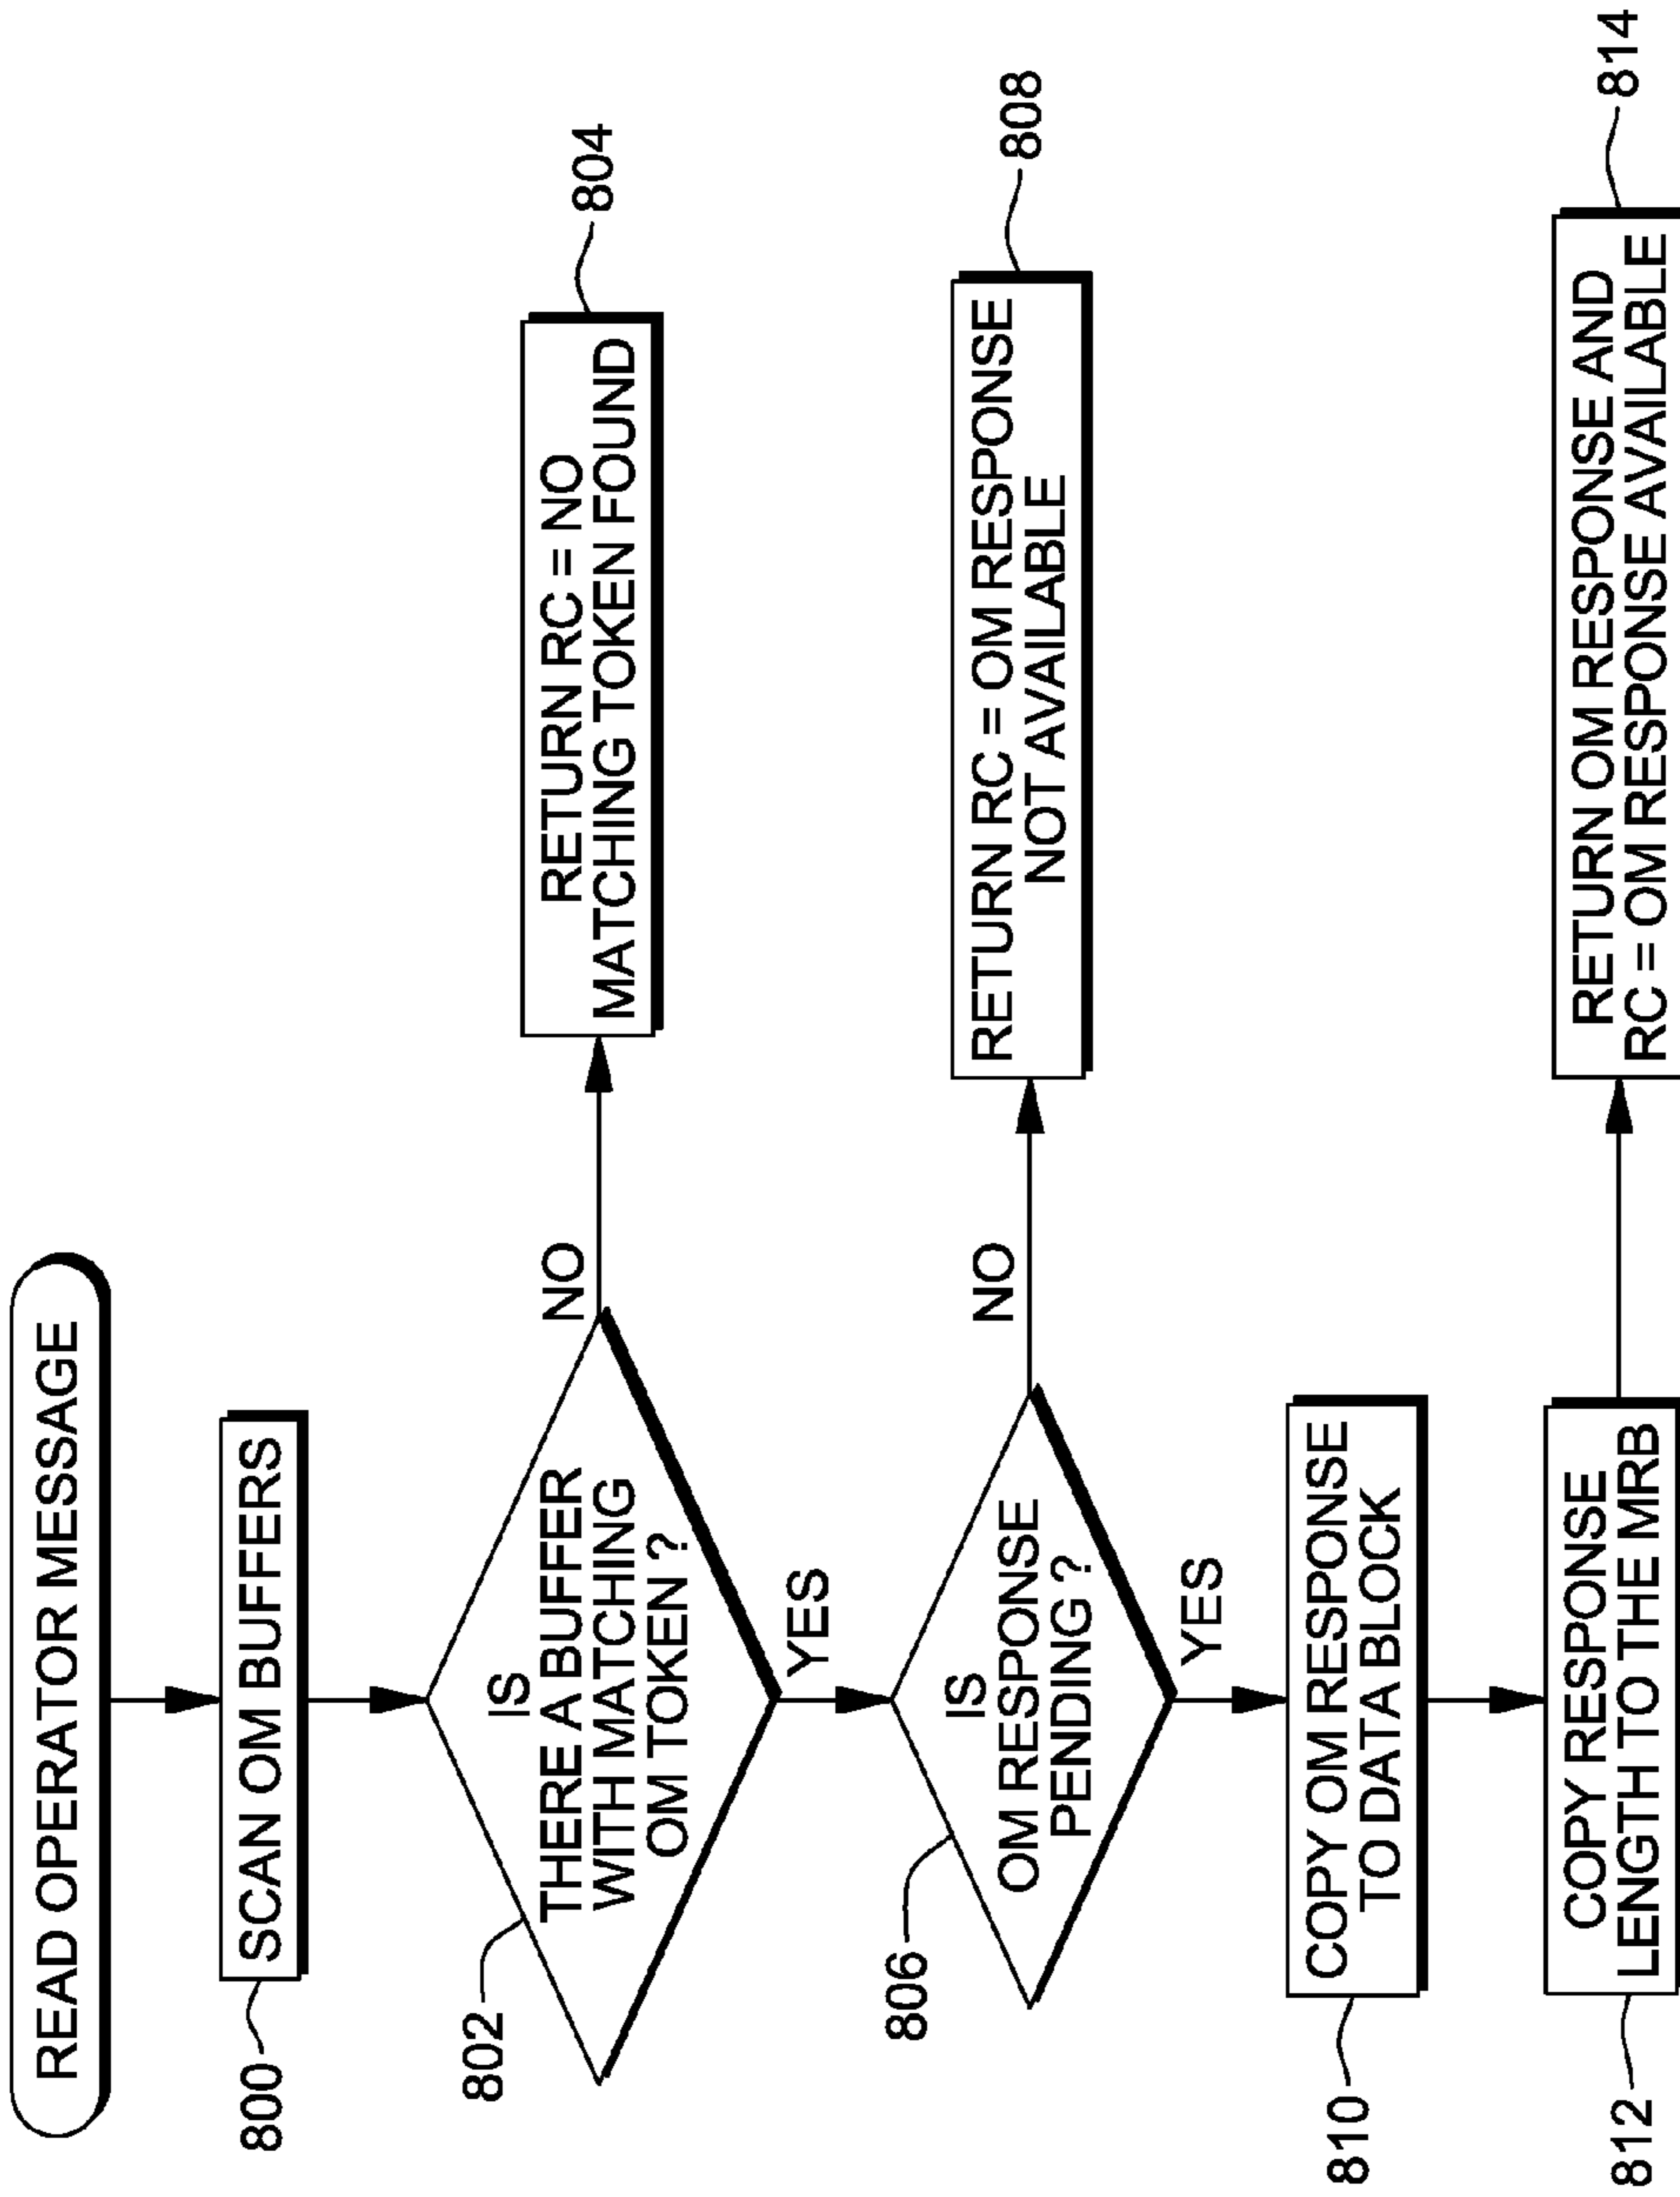 READ OPERATOR MESSAGE
800
SCAN OM BUFFERS
802
IS
THERE A BUFFER
WITH MATCHING
OM TOKEN ?
NO
RETURN RC = NO
MATCHING TOKEN FOUND
804
YES
806
IS
OM RESPONSE
PENDING ?
NO
RETURN RC = OM RESPONSE
NOT AVAILABLE
808
YES
810
COPY OM RESPONSE
TO DATA BLOCK
812
COPY RESPONSE
LENGTH TO THE MRB
RETURN OM RESPONSE AND
RC = OM RESPONSE AVAILABLE
814